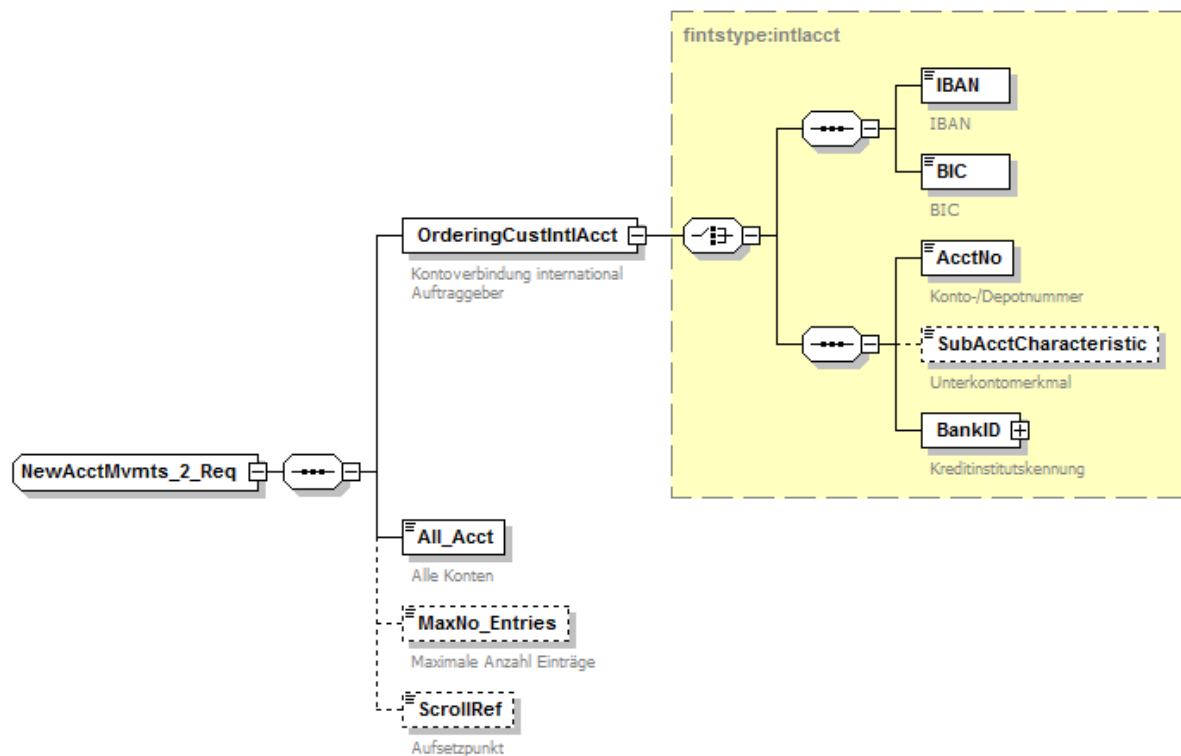 fintstype:intlacct
IBAN
IBAN
BIC
BIC
OrderingCustIntlAcct
Kontoverbindung international
Auftraggeber
AcctNo
Konto-/Depotnummer
SubAcctCharacteristic
Unterkontomerkmal
BankID
Kreditinstitutskennung
NewAcctMvmts_2_Req
All_Acct
Alle Konten
MaxNo_Entries
Maximale Anzahl Einträge
ScrollRef
Aufsetzpunkt